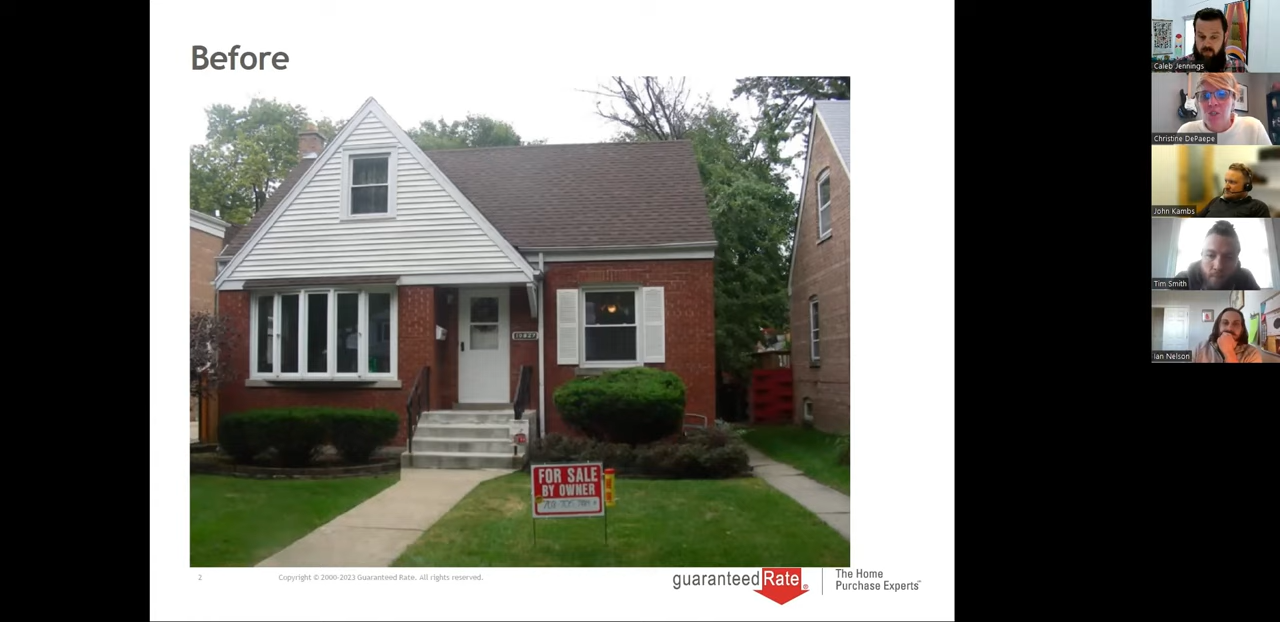 Before
FOR SALE
BY OWNER
2
Copyright © 2000-2023 Guaranteed Rate. All rights reserved.
guaranteed Rate®
The Home
Purchase Experts
Caleb Jennings
Christine DePaepe
John Kambs
Tim Smith
Ian Nelson